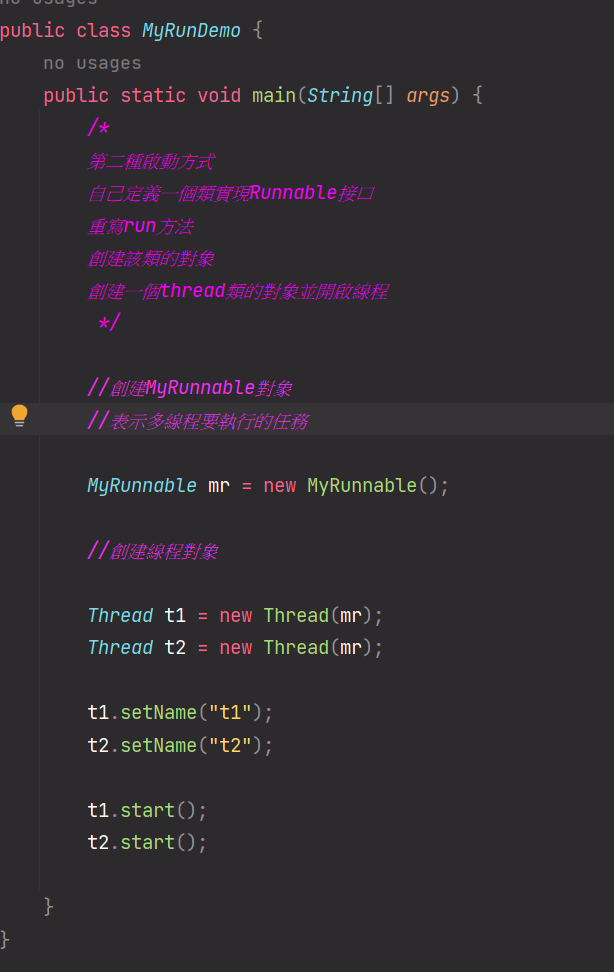 no usages
public class MyRunDemo {
no usages
public static void main(String[] args) {
/*
第二種啟動方式
自己定義一個類實現Runnable接口
重寫run方法
創建該類的對象
創建一個thread類的對象並開啟線程
*/
//創建MyRunnable對象
//表示多線程要執行的任務
MyRunnable mr = new MyRunnable();
//創建線程對象
Thread t1 = new Thread(mr);
Thread t2 = new Thread(mr);
t1.setName("t1");
t2.setName("t2");
t1.start();
t2.start();
}
}